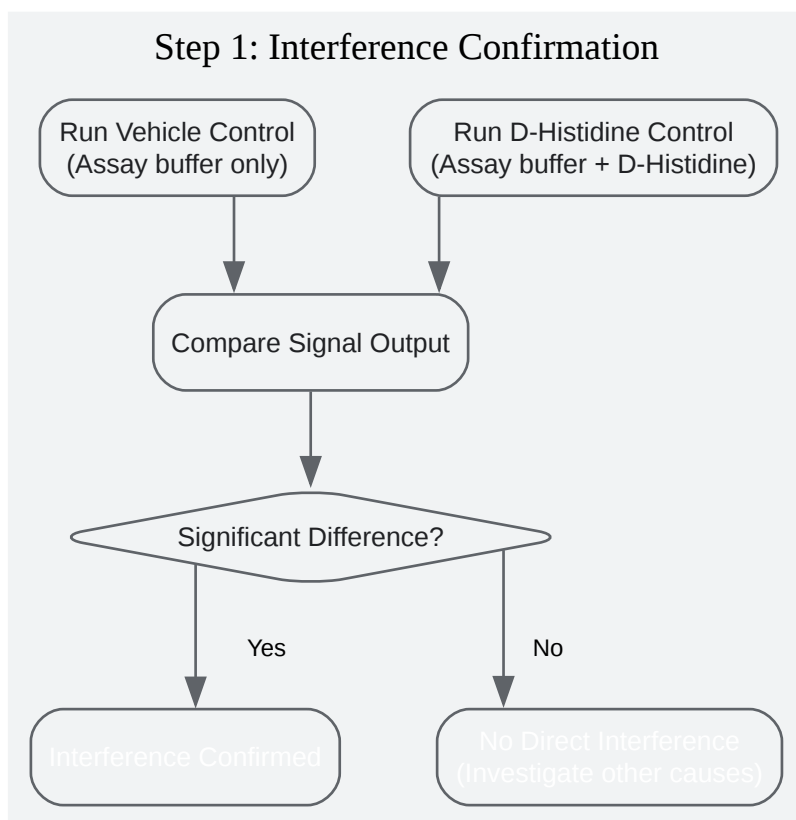 Step 1: Interference Confirmation
Run Vehicle Control
(Assay buffer only)
Run D-Histidine Control
(Assay buffer + D-Histidine)
Compare Signal Output
Significant Difference?
Yes
No
Interference Confirmed
No Direct Interference
(Investigate other causes)